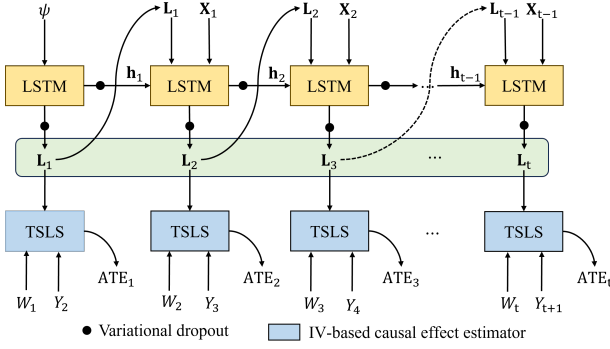 ψ L₁ X₁ L₂ X₂ Lₜ₋₁ Xₜ₋₁
LSTM h₁ LSTM h₂ LSTM ... hₜ₋₁ LSTM
L₁ L₂ L₃ ... Lₜ
TSLS TSLS TSLS ... TSLS
ATE₁ ATE₂ ATE₃ ATEₜ
W₁ Y₂ W₂ Y₃ W₃ Y₄ Wₜ Yₜ₊₁
Variational dropout IV-based causal effect estimator